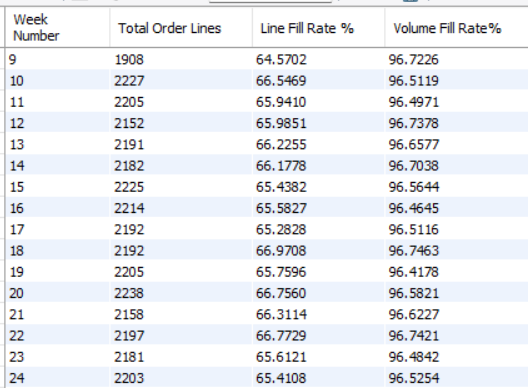 Week Number Total Order Lines Line Fill Rate % Volume Fill Rate%
9 1908 64.5702 96.7226
10 2227 66.5469 96.5119
11 2205 65.9410 96.4971
12 2152 65.9851 96.7378
13 2191 66.2255 96.6577
14 2182 66.1778 96.7038
15 2225 65.4382 96.5644
16 2214 65.5827 96.4645
17 2192 65.2828 96.5116
18 2192 66.9708 96.7463
19 2205 65.7596 96.4178
20 2238 66.7560 96.5821
21 2158 66.3114 96.6227
22 2197 66.7729 96.7421
23 2181 65.6121 96.4842
24 2203 65.4108 96.5254